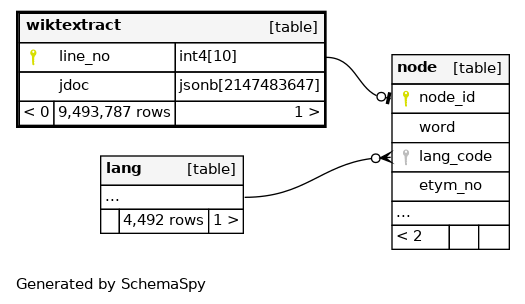 wiktextract [table]
line_no int4[10]
jdoc jsonb[2147483647]
< 0 9,493,787 rows 1 >
node [table]
node_id
word
lang_code
etym_no
...
< 2
lang [table]
...
4,492 rows 1 >
Generated by SchemaSpy